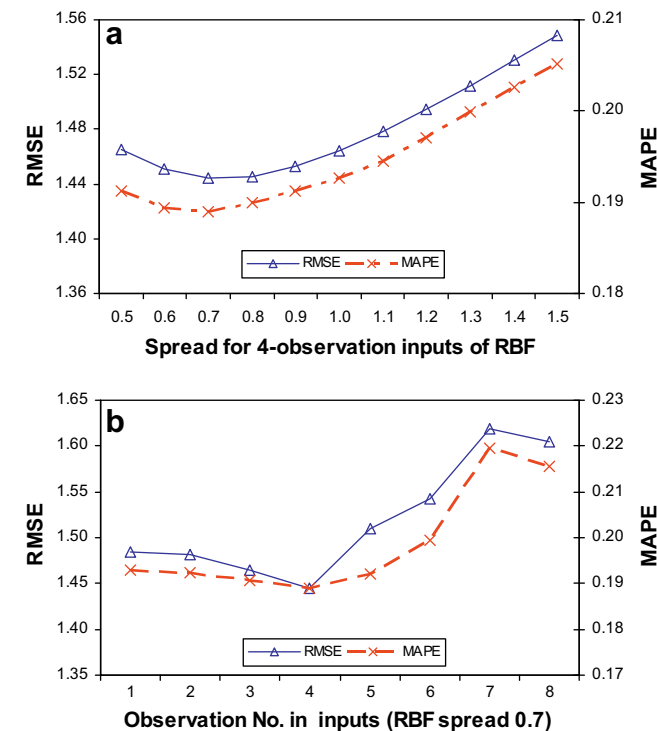 a
1.56
1.52
1.48
1.44
1.40
1.36
RMSE
0.21
0.20
0.19
0.18
MAPE
RMSE MAPE
0.5 0.6 0.7 0.8 0.9 1.0 1.1 1.2 1.3 1.4 1.5
Spread for 4-observation inputs of RBF
b
1.65
1.60
1.55
1.50
1.45
1.40
1.35
RMSE
0.23
0.22
0.21
0.20
0.19
0.18
0.17
MAPE
RMSE MAPE
1 2 3 4 5 6 7 8
Observation No. in inputs (RBF spread 0.7)